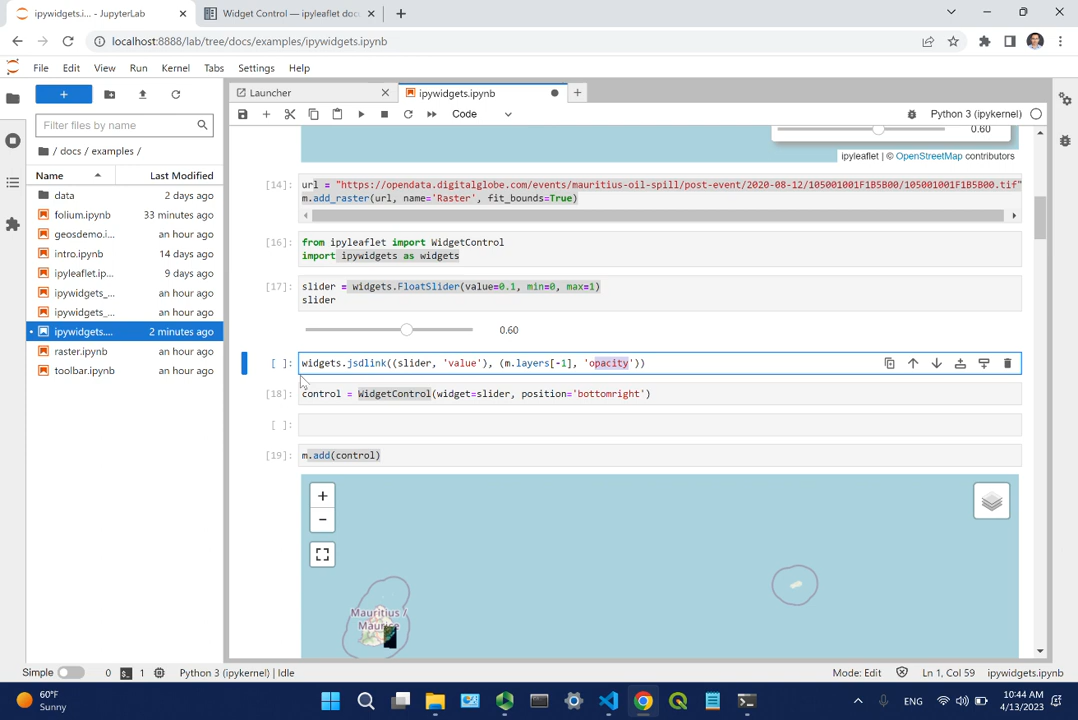 ipywidgets.i... - JupyterLab
Widget Control — ipyleaflet doc
localhost:8888/lab/tree/docs/examples/ipywidgets.ipynb
File Edit View Run Kernel Tabs Settings Help
Launcher
ipywidgets.ipynb
Code
Python 3 (ipykernel)
Filter files by name
/ docs / examples /
Name Last Modified
data 2 days ago
folium.ipynb 33 minutes ago
geosdemo.i... an hour ago
intro.ipynb 14 days ago
ipyleaflet.ip... 9 days ago
ipywidgets_... an hour ago
ipywidgets_... an hour ago
ipywidgets.... 2 minutes ago
raster.ipynb an hour ago
toolbar.ipynb an hour ago
0.60
ipyleaflet | © OpenStreetMap contributors
[14]: url = "https://opendata.digitalglobe.com/events/mauritius-oil-spill/post-event/2020-08-12/105001001F1B5B00/105001001F1B5B00.tif"
m.add_raster(url, name='Raster', fit_bounds=True)
[16]: from ipyleaflet import WidgetControl
import ipywidgets as widgets
[17]: slider = widgets.FloatSlider(value=0.1, min=0, max=1)
slider
0.60
[ ]: widgets.jsdlink((slider, 'value'), (m.layers[-1], 'opacity'))
[18]: control = WidgetControl(widget=slider, position='bottomright')
[ ]:
[19]: m.add(control)
+
−
Mauritius /
Maurice
Simple 0 1 Python 3 (ipykernel) | Idle Mode: Edit Ln 1, Col 59 ipywidgets.ipynb
60°F
Sunny
ENG
10:44 AM
4/13/2023